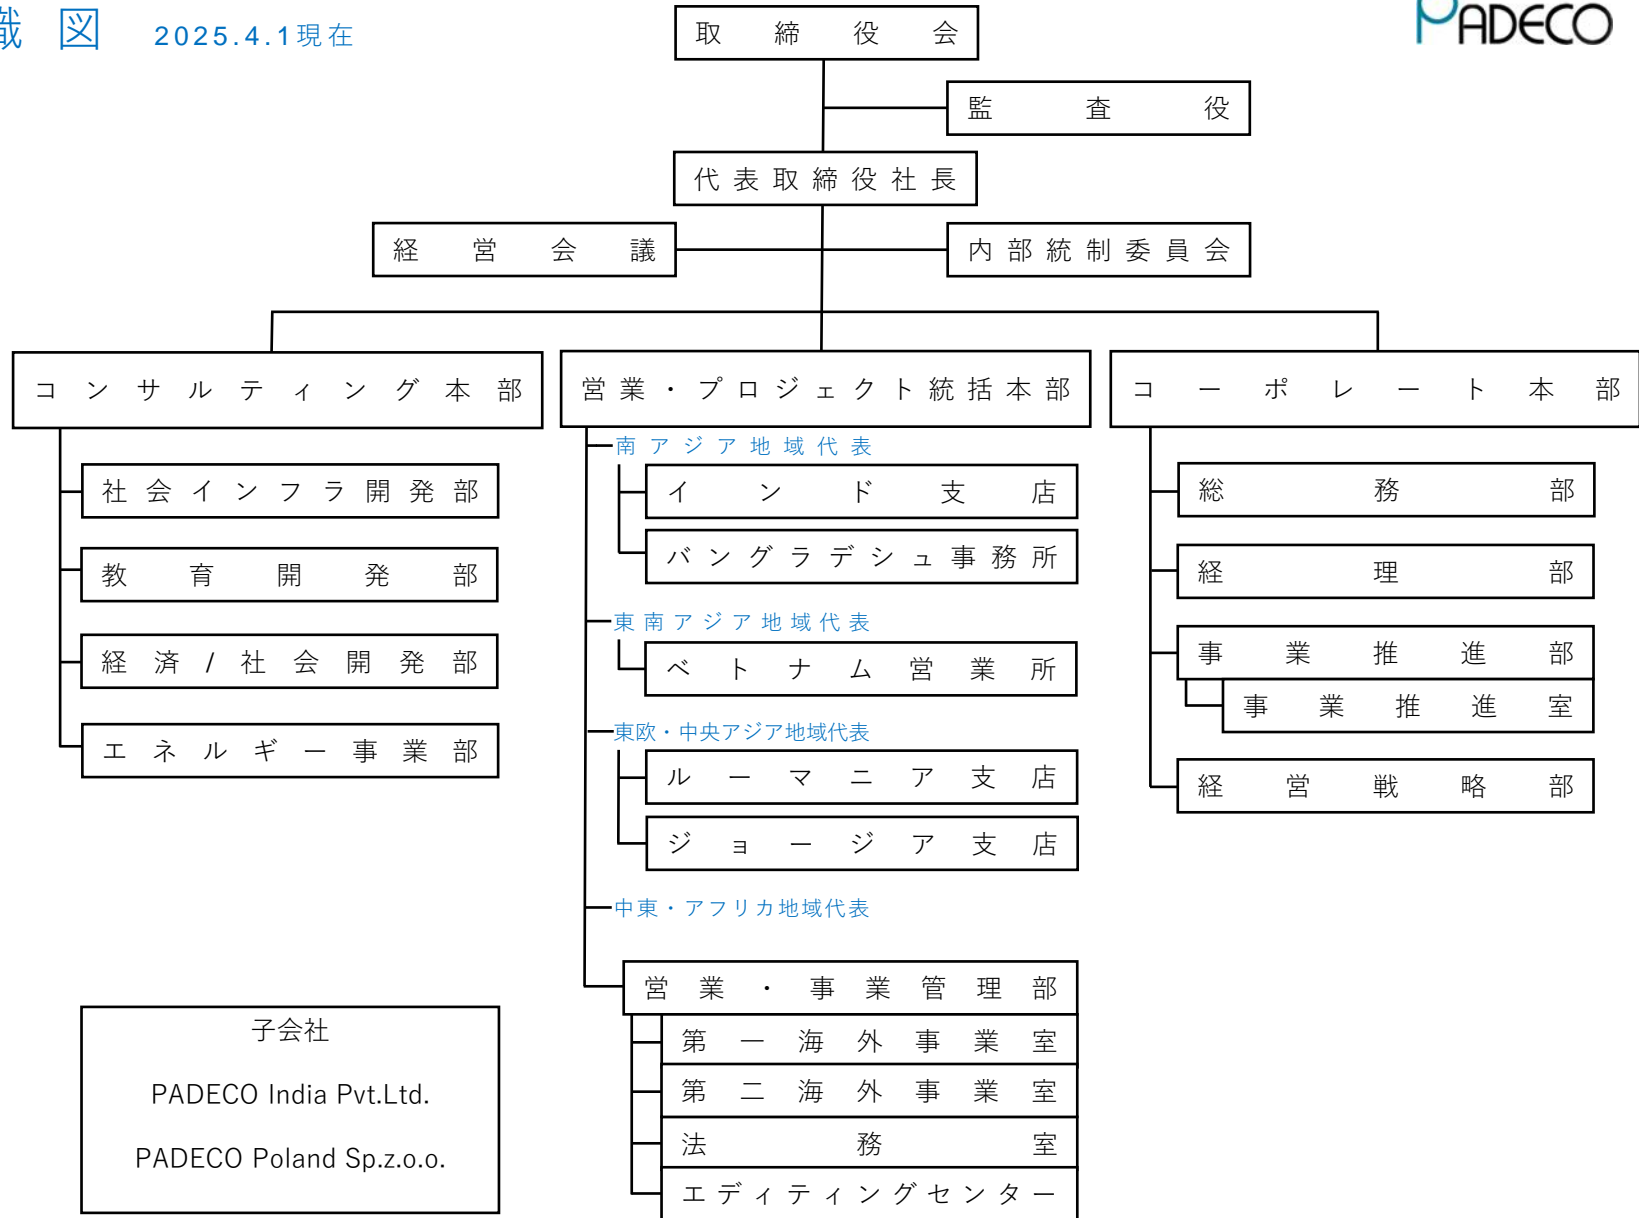 織図 2025.4.1現在
PADECO
取締役会
監査役
代表取締役社長
経営会議
内部統制委員会
コンサルティング本部
社会インフラ開発部
教育開発部
経済/社会開発部
エネルギー事業部
営業・プロジェクト統括本部
南アジア地域代表
インド支店
バングラデシュ事務所
東南アジア地域代表
ベトナム営業所
東欧・中央アジア地域代表
ルーマニア支店
ジョージア支店
中東・アフリカ地域代表
営業・事業管理部
第一海外事業室
第二海外事業室
法務室
エディティングセンター
コーポレート本部
総務部
経理部
事業推進部
事業推進室
経営戦略部
子会社
PADECO India Pvt.Ltd.
PADECO Poland Sp.z.o.o.